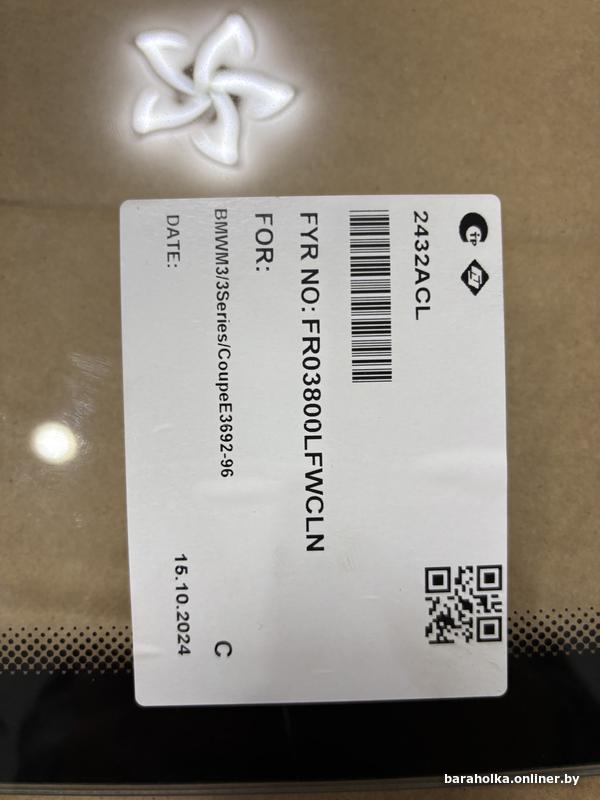 2432ACL
FYR NO: FR03800LFWCLN
FOR:
BMWM3/3Series/CoupeE3692-96 C
DATE: 15.10.2024
baraholka.onliner.by